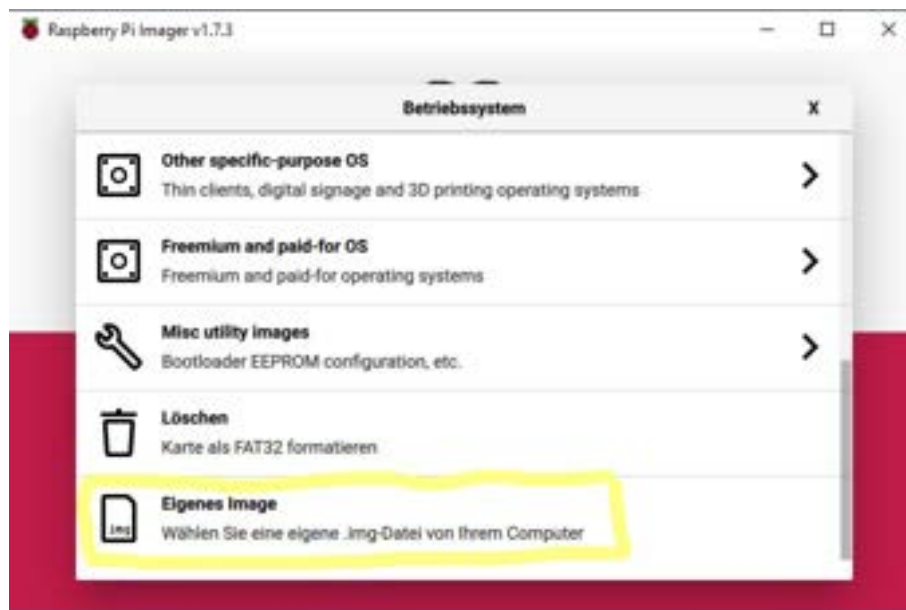 Raspberry Pi Imager v1.7.3
Betriebssystem
X
Other specific-purpose OS
Thin clients, digital signage and 3D printing operating systems
Freemium and paid-for OS
Freemium and paid-for operating systems
Misc utility images
Bootloader EEPROM configuration, etc.
Löschen
Karte als FAT32 formatieren
Eigenes Image
.img
Wählen Sie eine eigene .img-Datei von Ihrem Computer